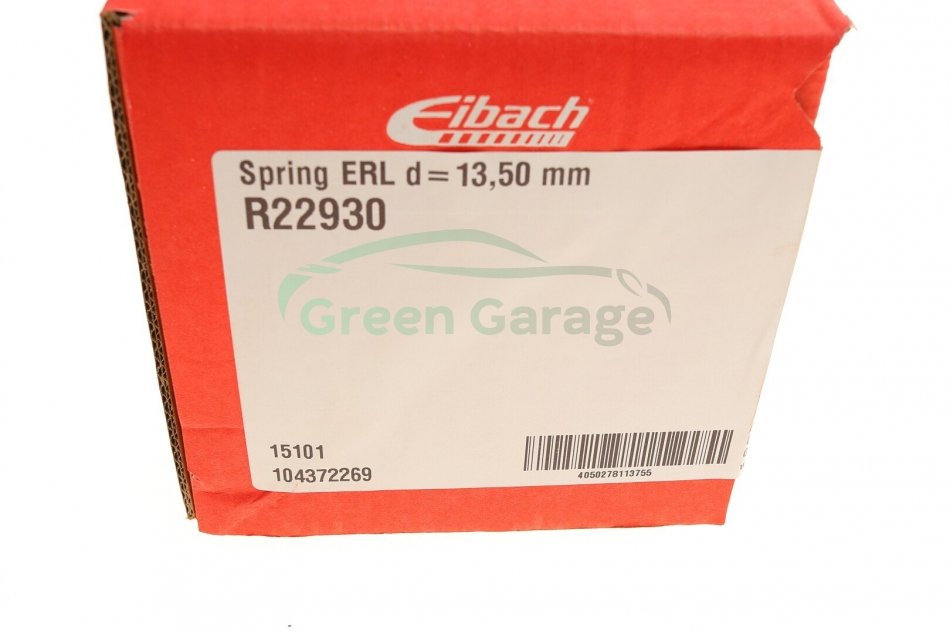 Eibach
Spring ERL d=13,50 mm
R22930
Green Garage
15101
104372269
4050278113755